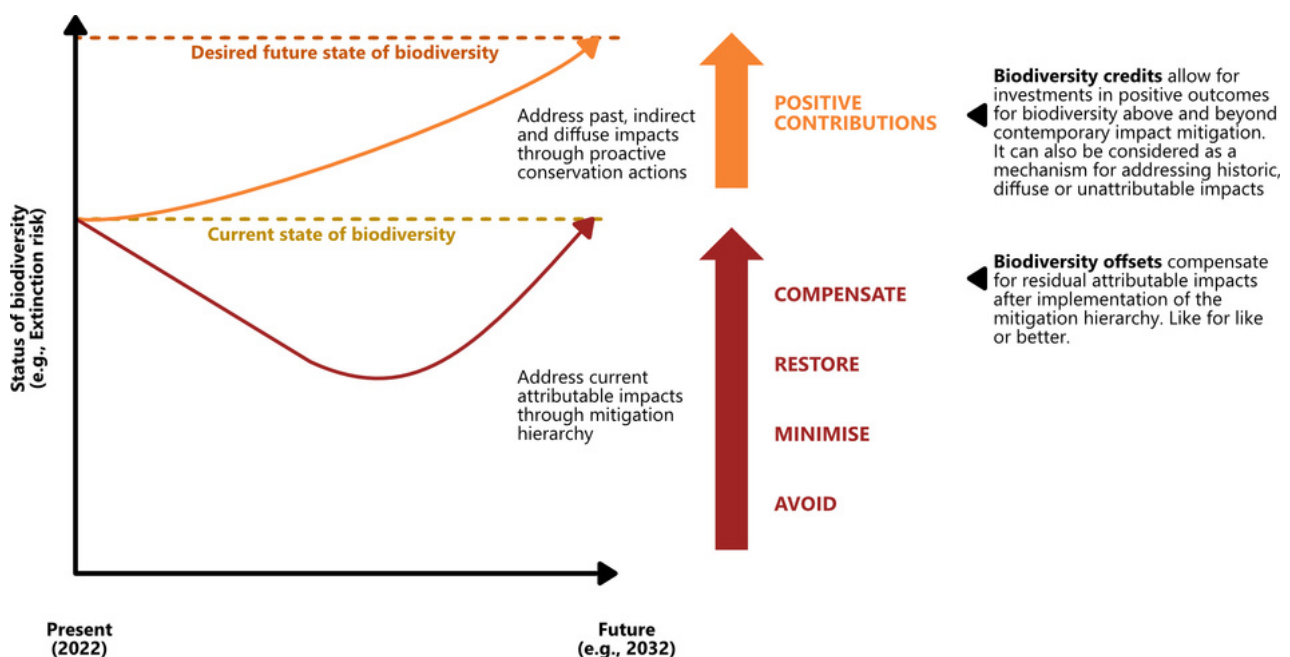 Desired future state of biodiversity
Address past, indirect
and diffuse impacts
through proactive
conservation actions
POSITIVE
CONTRIBUTIONS
Biodiversity credits allow for
investments in positive outcomes
for biodiversity above and beyond
contemporary impact mitigation.
It can also be considered as a
mechanism for addressing historic,
diffuse or unattributable impacts
Current state of biodiversity
Status of biodiversity
(e.g., Extinction risk)
Address current
attributable impacts
through mitigation
hierarchy
COMPENSATE
RESTORE
MINIMISE
AVOID
Biodiversity offsets compensate
for residual attributable impacts
after implementation of the
mitigation hierarchy. Like for like
or better.
Present
(2022)
Future
(e.g., 2032)